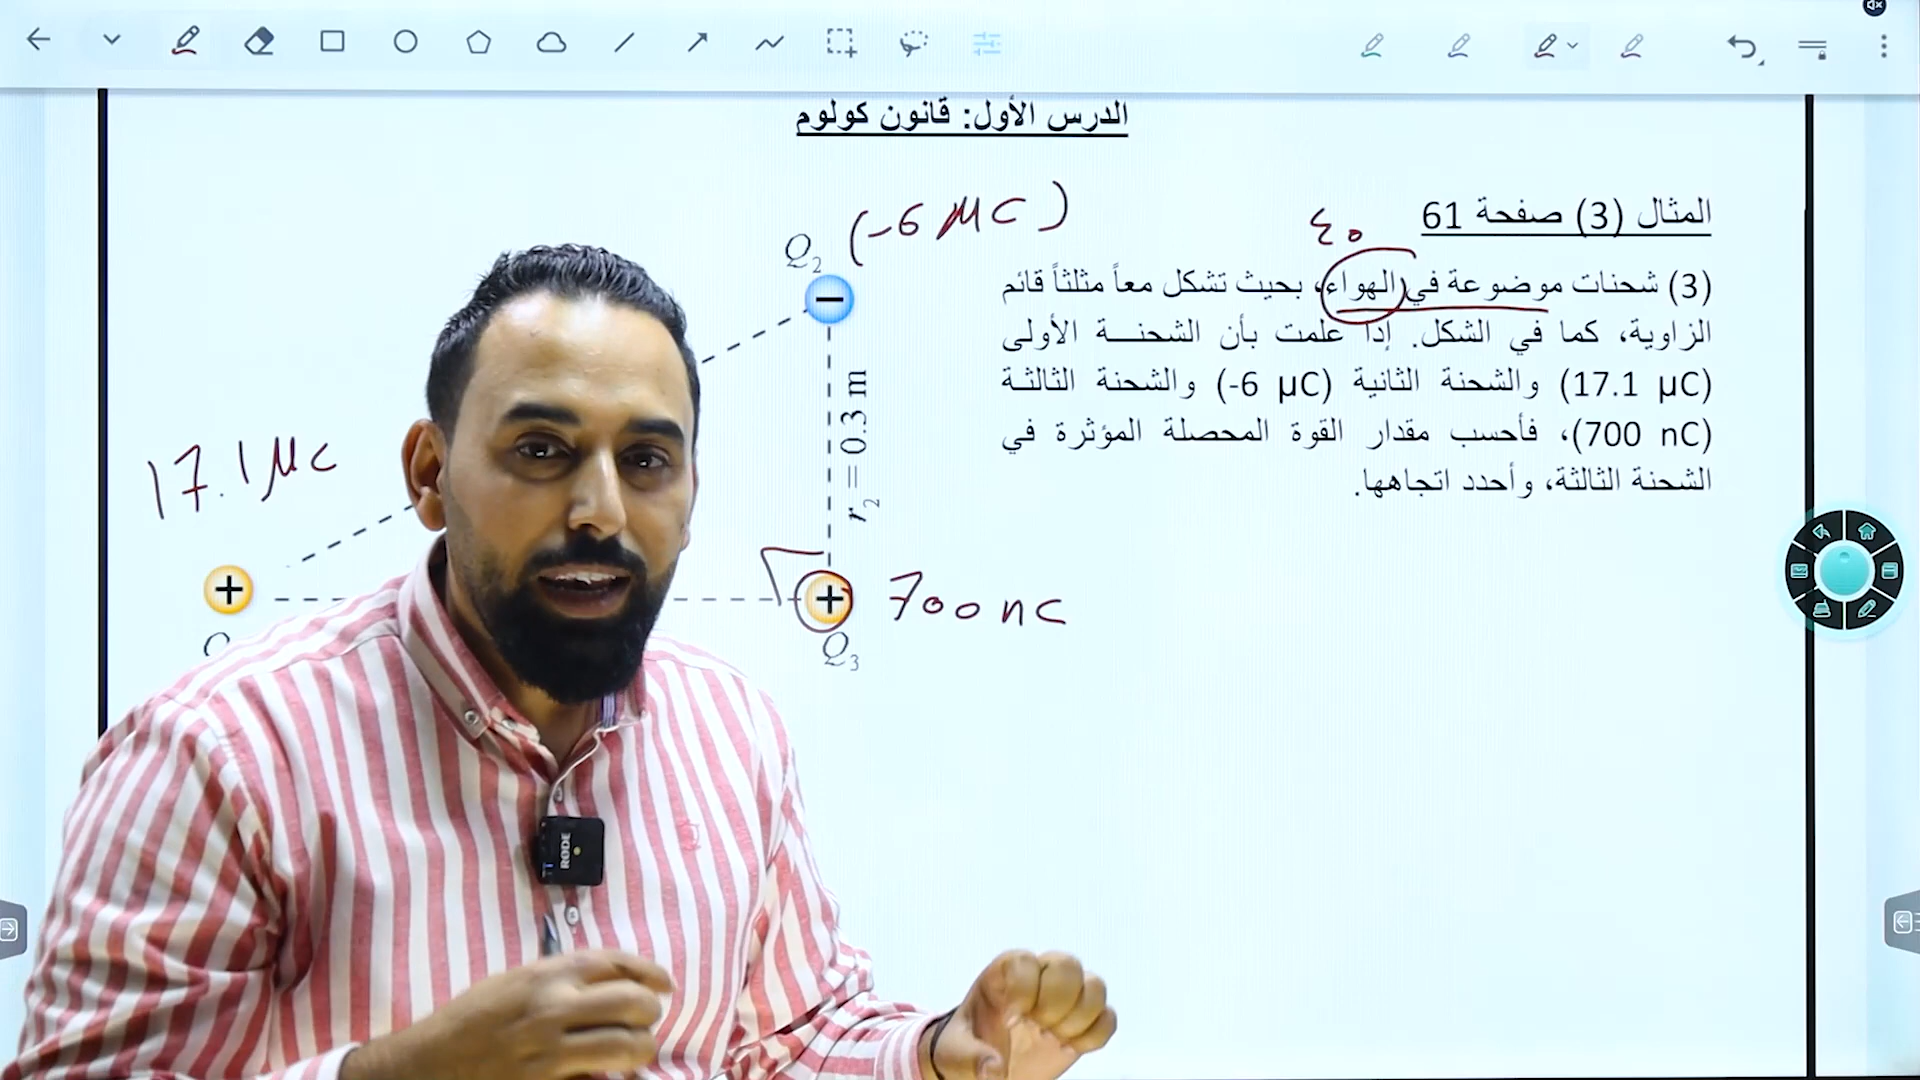 الدرس الأول: قانون كولوم
المثال (3) صفحة 61
ε₀
(3) شحنات موضوعة في الهواء، بحيث تشكل معاً مثلثاً قائم
الزاوية، كما في الشكل. إذا علمت بأن الشحنة الأولى
(17.1 μC) والشحنة الثانية (-6 μC) والشحنة الثالثة
(700 nC)، فأحسب مقدار القوة المحصلة المؤثرة في
الشحنة الثالثة، وأحدد اتجاهها.
Q₂ (-6 μC)
r₂ = 0.3 m
17.1 μC
700 nC
Q₃
RODE